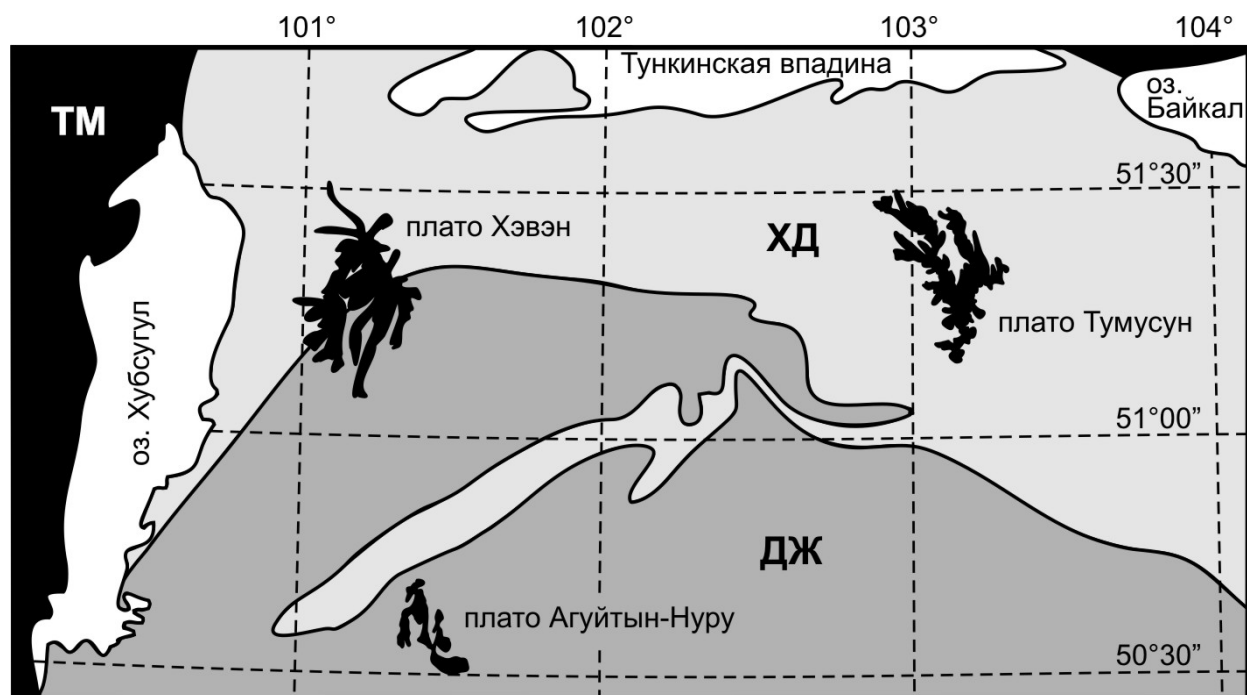 101° 102° 103° 104°
Тункинская впадина
оз.
Байкал
ТМ
51°30”
плато Хэвэн
ХД
плато Тумусун
оз. Хубсугул
51°00”
ДЖ
плато Агуйтын-Нуру
50°30”